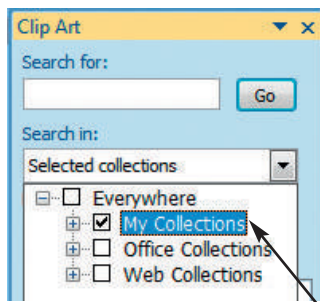 Clip Art
Search for:
Go
Search in:
Selected collections
Everywhere
My Collections
Office Collections
Web Collections